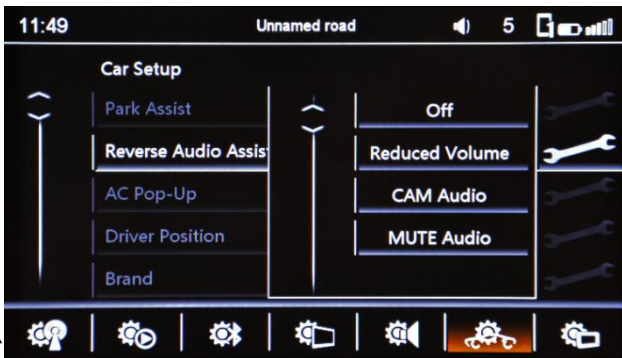 11:49 Unnamed road 5
Car Setup
Park Assist
Reverse Audio Assis
AC Pop-Up
Driver Position
Brand
Off
Reduced Volume
CAM Audio
MUTE Audio